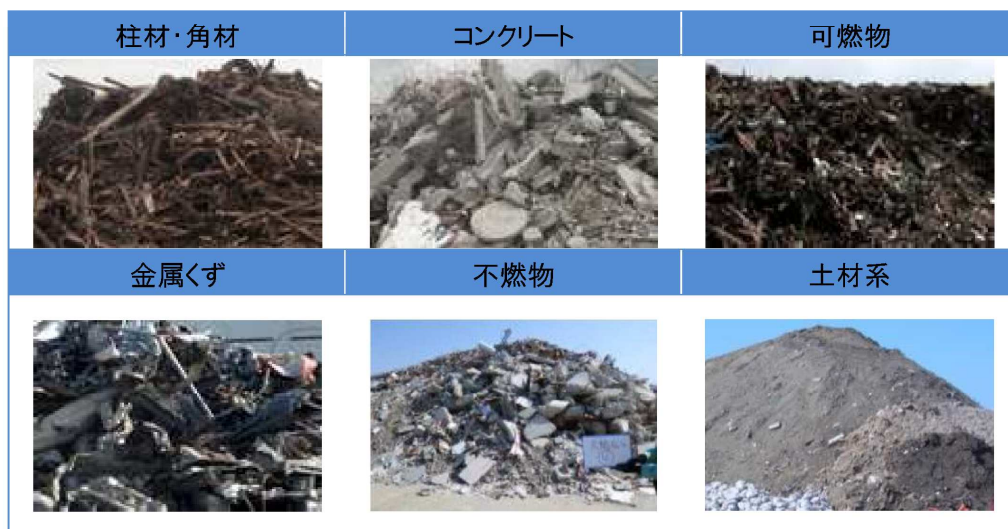 柱材・角材
コンクリート
可燃物
金属くず
不燃物
土材系